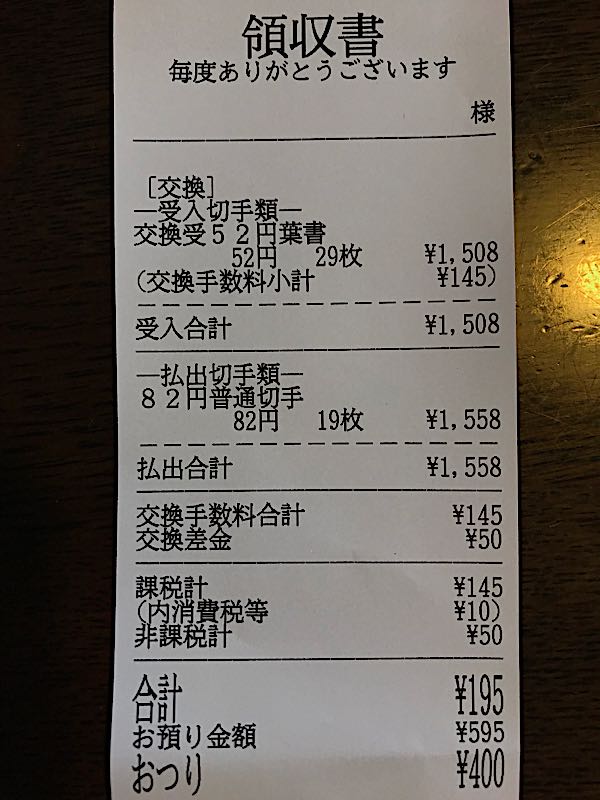 領収書
毎度ありがとうございます
様
[交換]
―受入切手類―
交換受５２円葉書
52円 29枚 ¥1,508
(交換手数料小計 ¥145)
受入合計 ¥1,508
―払出切手類―
８２円普通切手
82円 19枚 ¥1,558
払出合計 ¥1,558
交換手数料合計 ¥145
交換差金 ¥50
課税計 ¥145
(内消費税等 ¥10)
非課税計 ¥50
合計 ¥195
お預り金額 ¥595
おつり ¥400